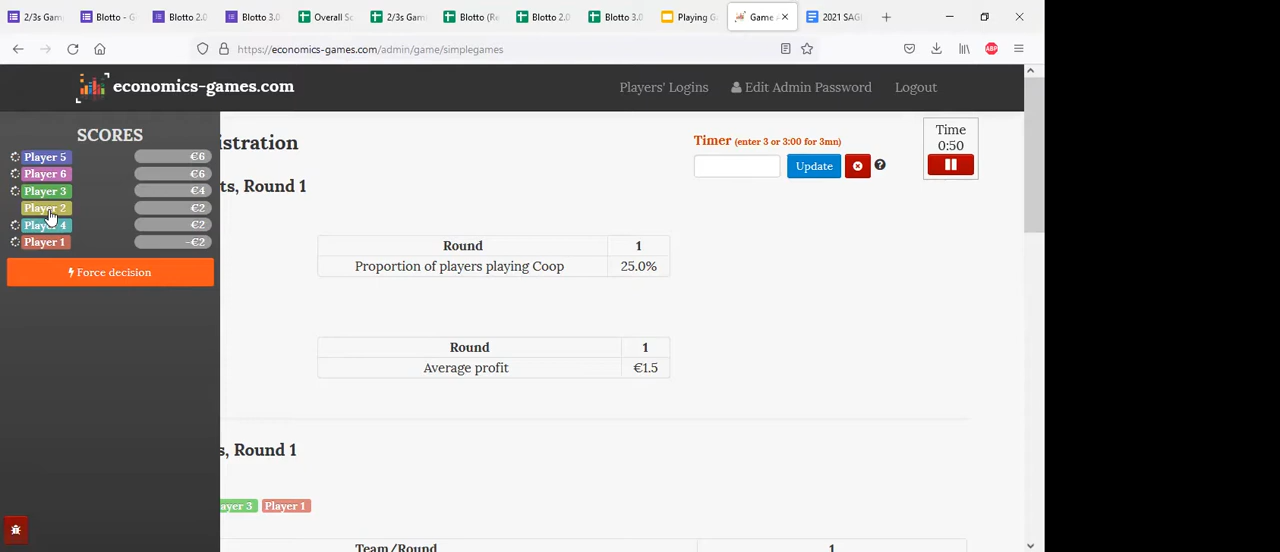 2/3s Gam
Blotto - G
Blotto 2.0
Blotto 3.0
Overall Sc
2/3s Gam
Blotto (Re
Blotto 2.0
Blotto 3.0
Playing G
Game A
2021 SAGI
https://economics-games.com/admin/game/simplegames
ABP
economics-games.com
Players' Logins
Edit Admin Password
Logout
SCORES
Player 5 €6
Player 6 €6
Player 3 €4
Player 2 €2
Player 4 €2
Player 1 -€2
Force decision
istration
Timer (enter 3 or 3:00 for 3mn)
Update
?
Time
0:50
ts, Round 1
Round 1
Proportion of players playing Coop 25.0%
Round 1
Average profit €1.5
s, Round 1
ayer 3 Player 1
Team/Round 1